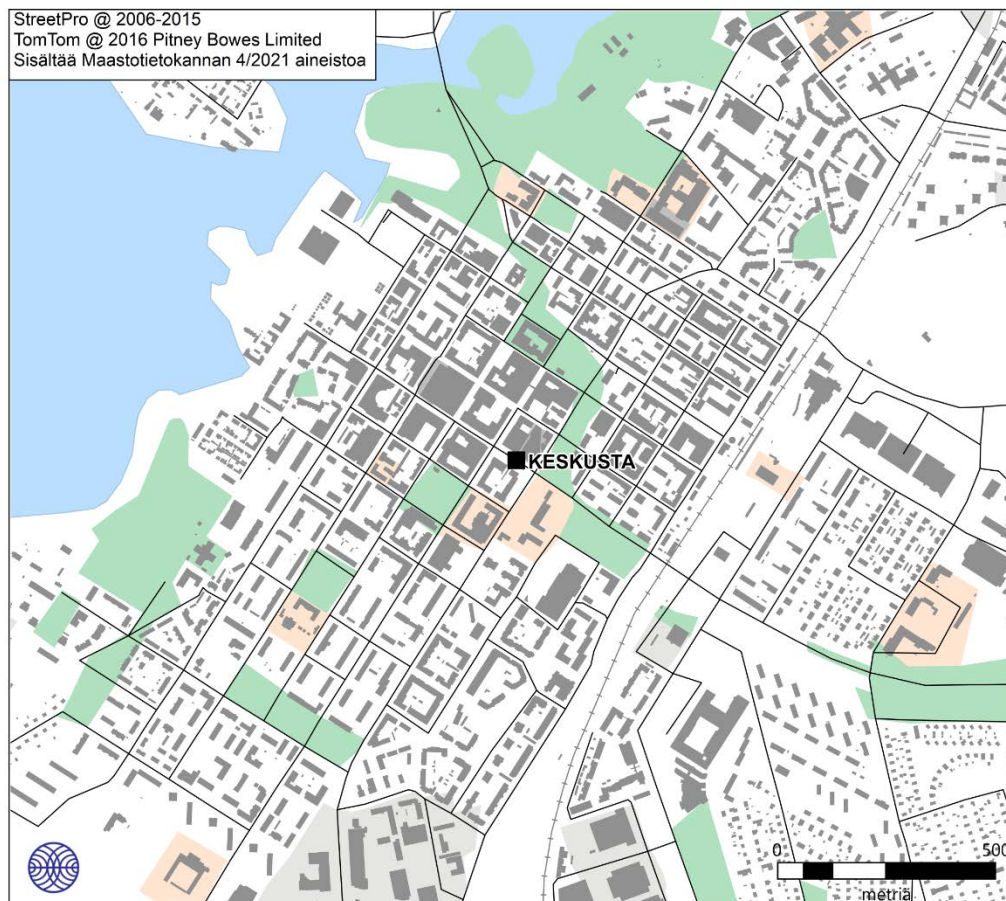 StreetPro @ 2006-2015
TomTom @ 2016 Pitney Bowes Limited
Sisältää Maastotietokannan 4/2021 aineistoa
KESKUSTA
0 500
metriä